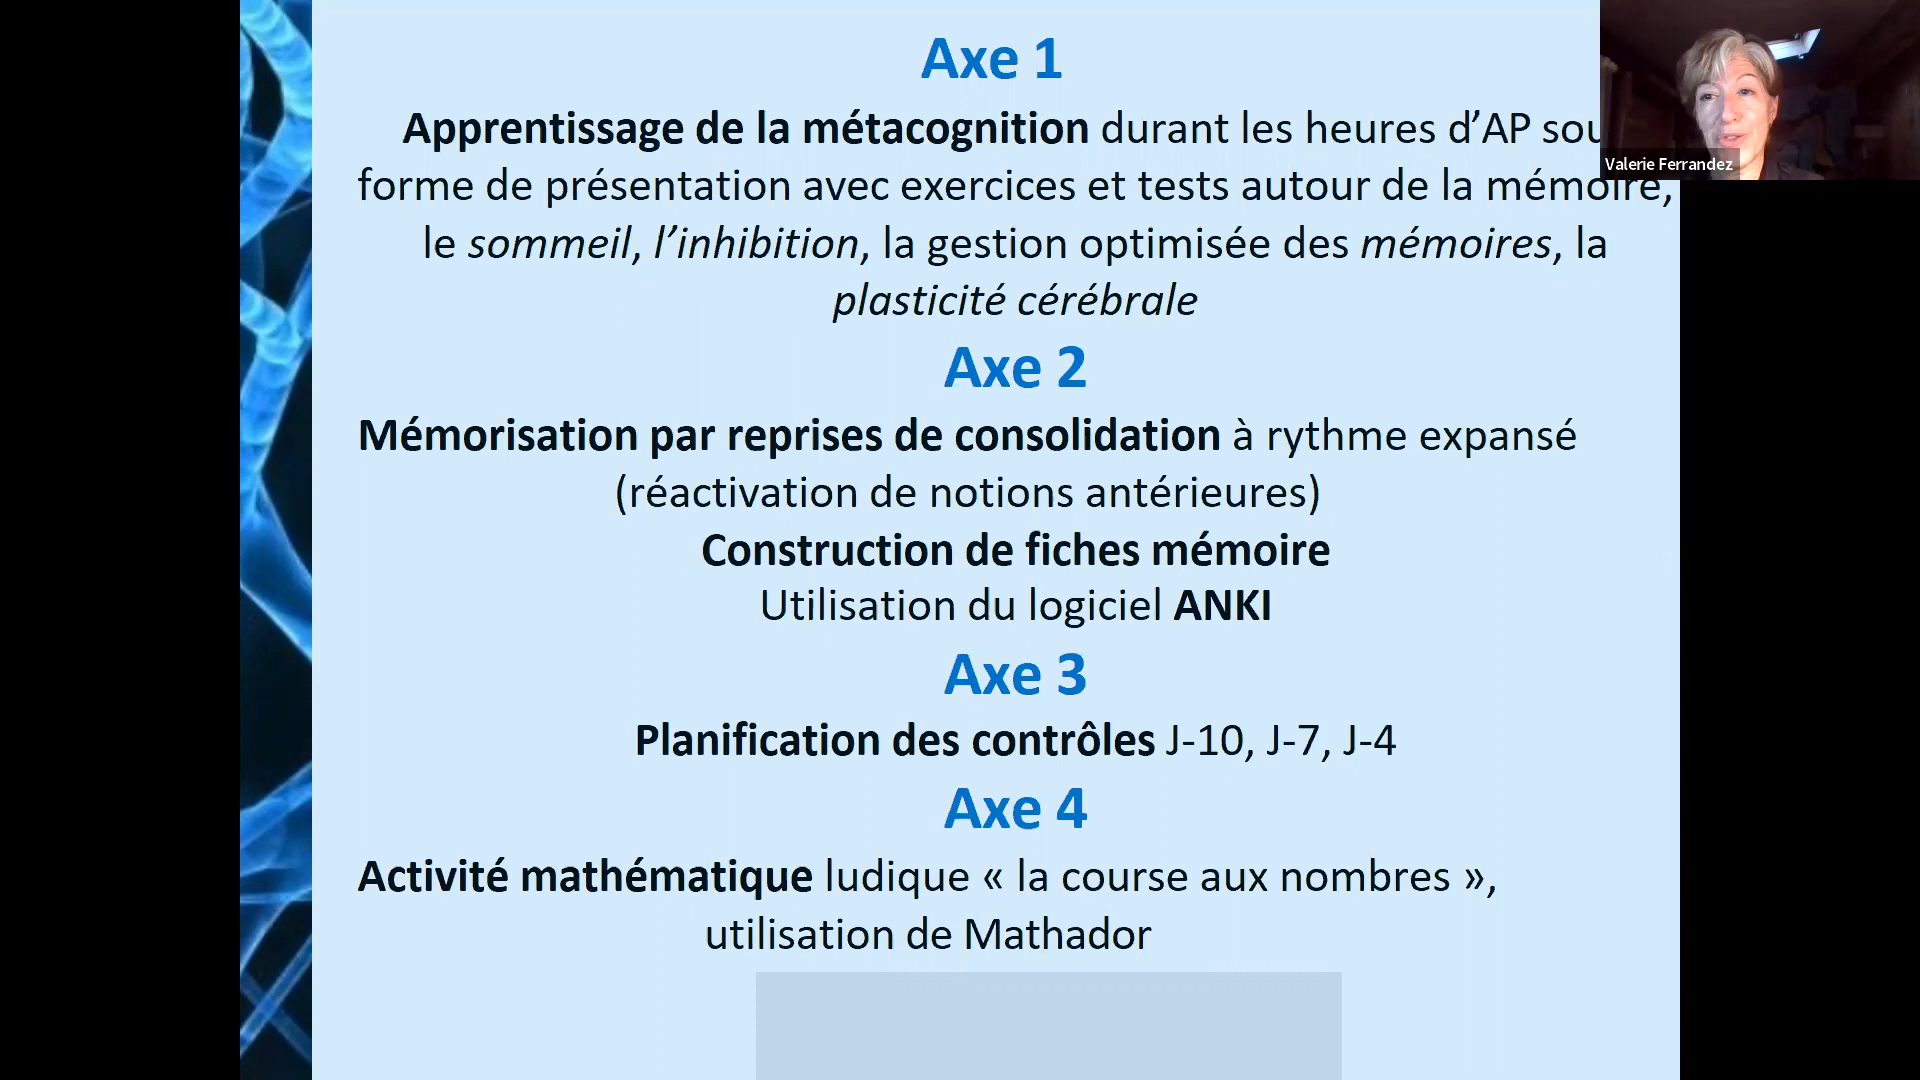 Axe 1
Apprentissage de la métacognition durant les heures d’AP sou
forme de présentation avec exercices et tests autour de la mémoire,
le sommeil, l’inhibition, la gestion optimisée des mémoires, la
plasticité cérébrale
Axe 2
Mémorisation par reprises de consolidation à rythme expansé
(réactivation de notions antérieures)
Construction de fiches mémoire
Utilisation du logiciel ANKI
Axe 3
Planification des contrôles J-10, J-7, J-4
Axe 4
Activité mathématique ludique « la course aux nombres »,
utilisation de Mathador
Valerie Ferrandez